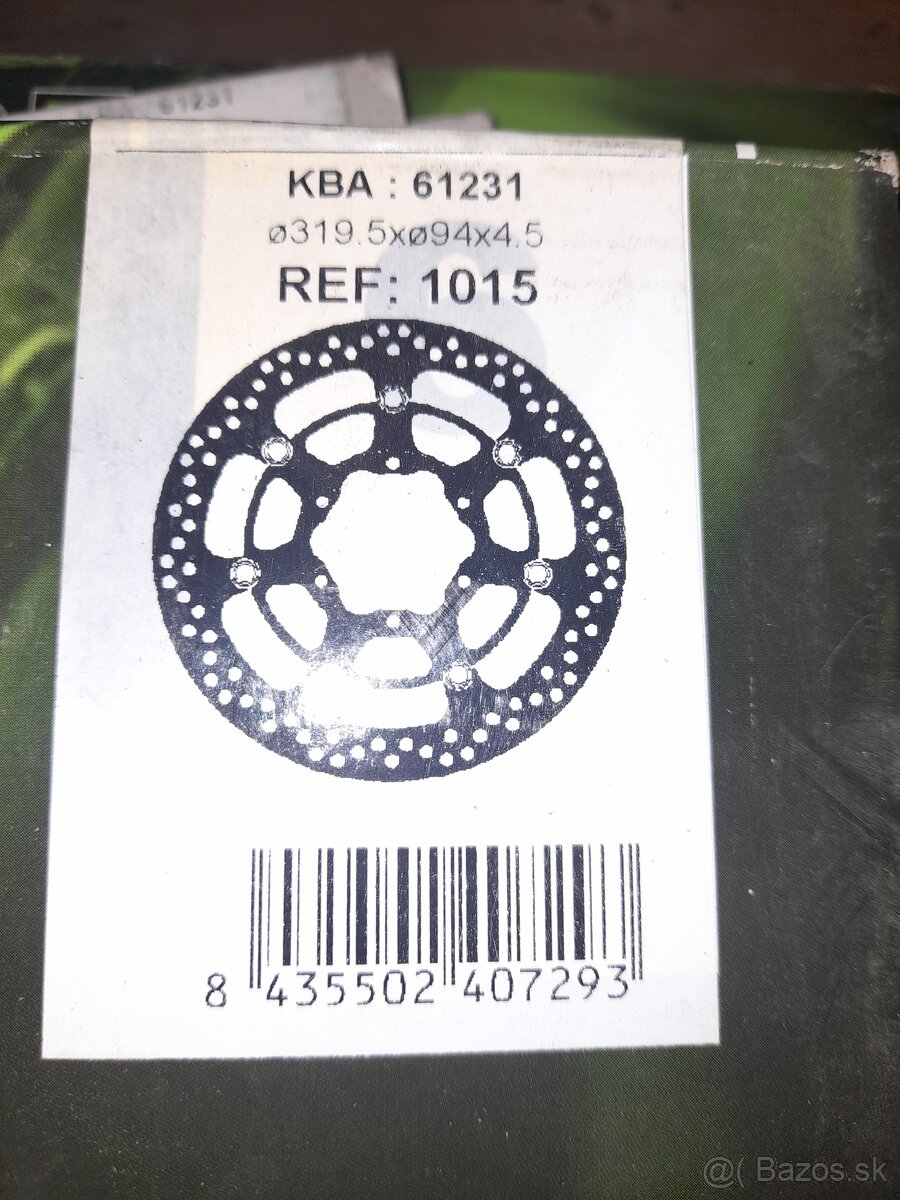 61231
KBA : 61231
ø319.5xø94x4.5
REF: 1015
8 435502 407293
@( Bazos.sk